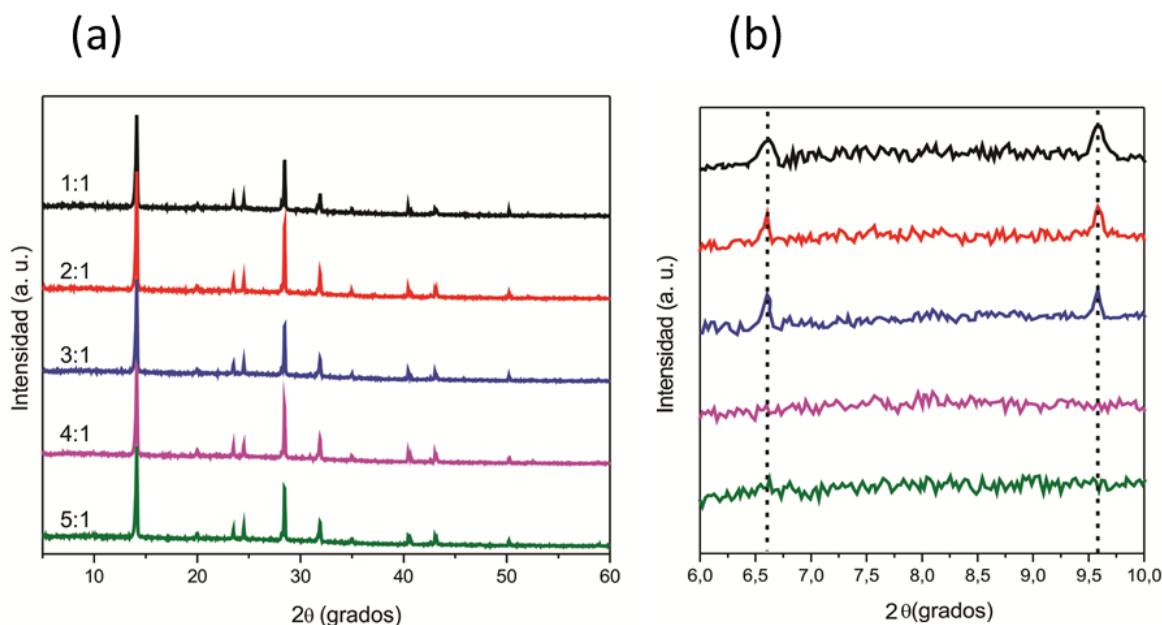 (a)
(b)
Intensidad (a. u.)
1:1
2:1
3:1
4:1
5:1
10 20 30 40 50 60
2θ (grados)
Intensidad (a. u.)
6,0 6,5 7,0 7,5 8,0 8,5 9,0 9,5 10,0
2θ(grados)